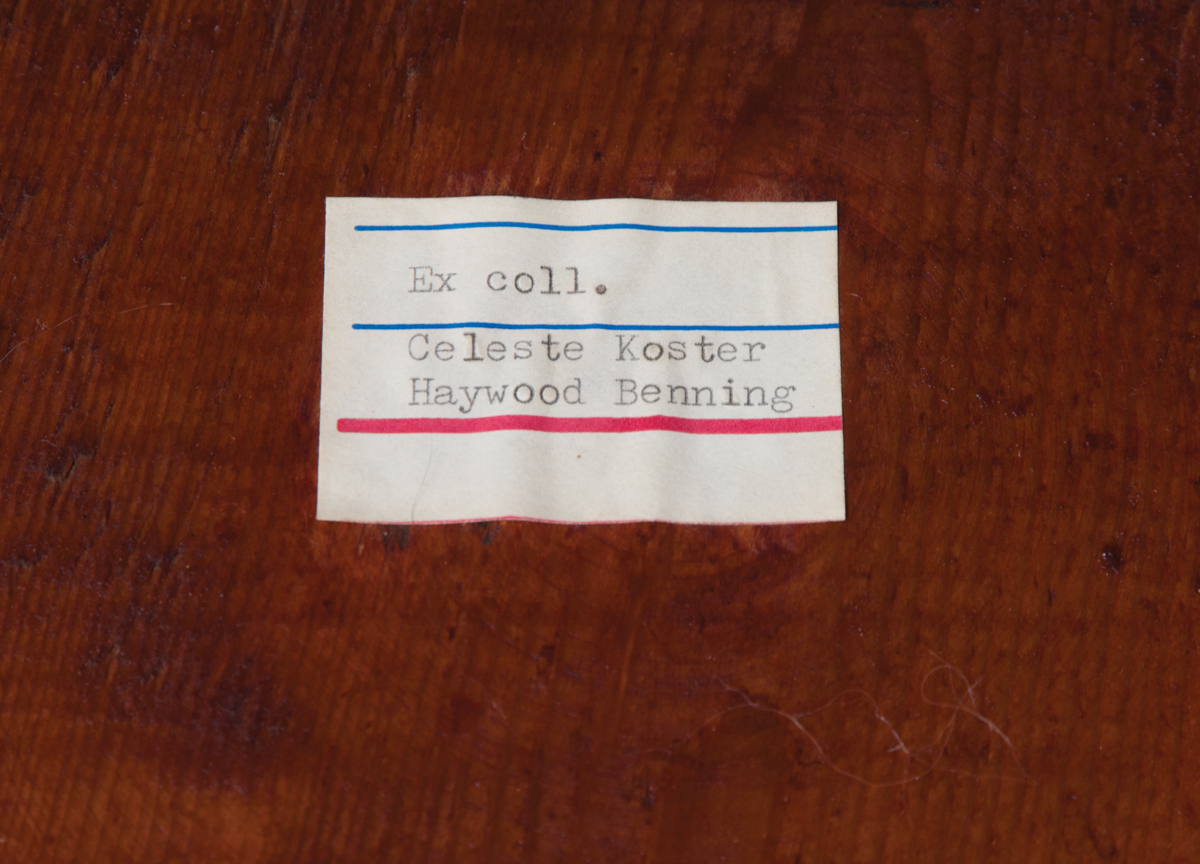 Ex coll.
Celeste Koster
Haywood Benning